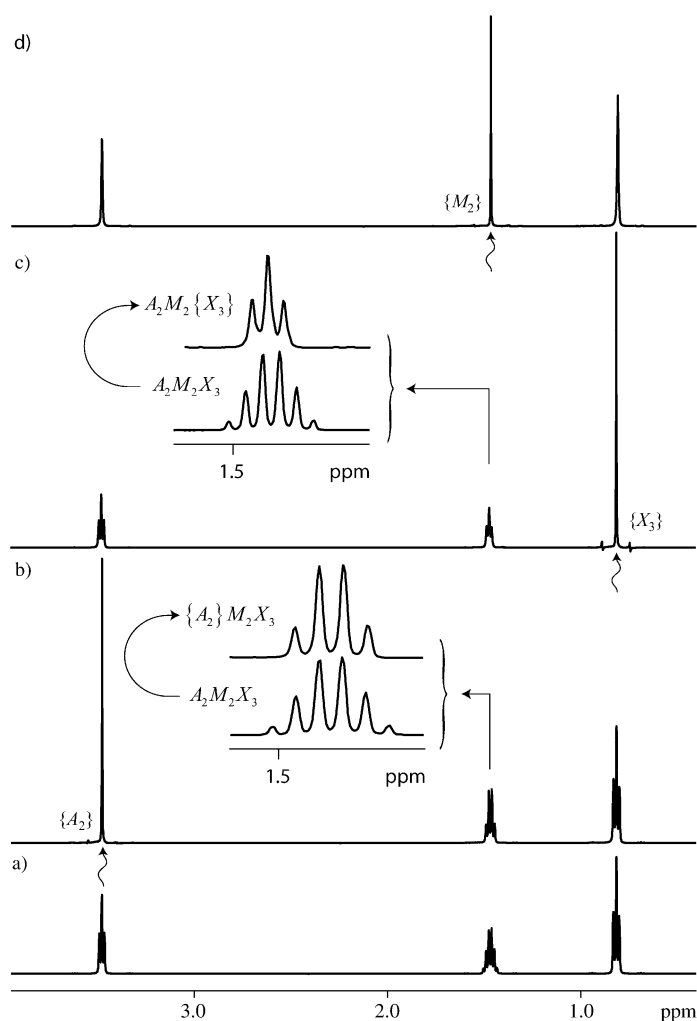 d)
{M₂}
c)
A₂M₂{X₃}
A₂M₂X₃
1.5 ppm
{X₃}
b)
{A₂}M₂X₃
A₂M₂X₃
1.5 ppm
{A₂}
a)
3.0 2.0 1.0 ppm